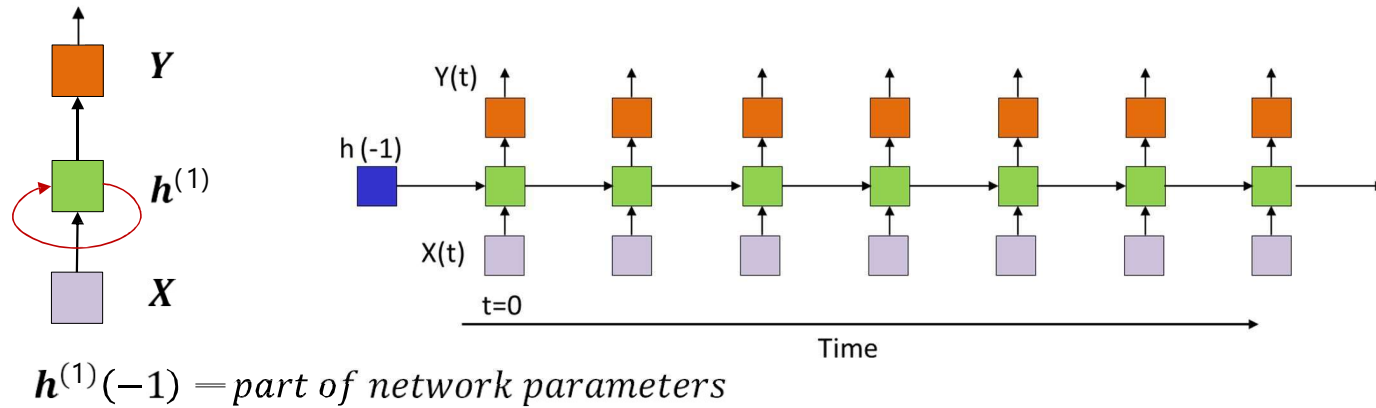 Y
h^(1)
X
Y(t)
h (-1)
X(t)
t=0
Time
h^(1)(−1) = part of network parameters